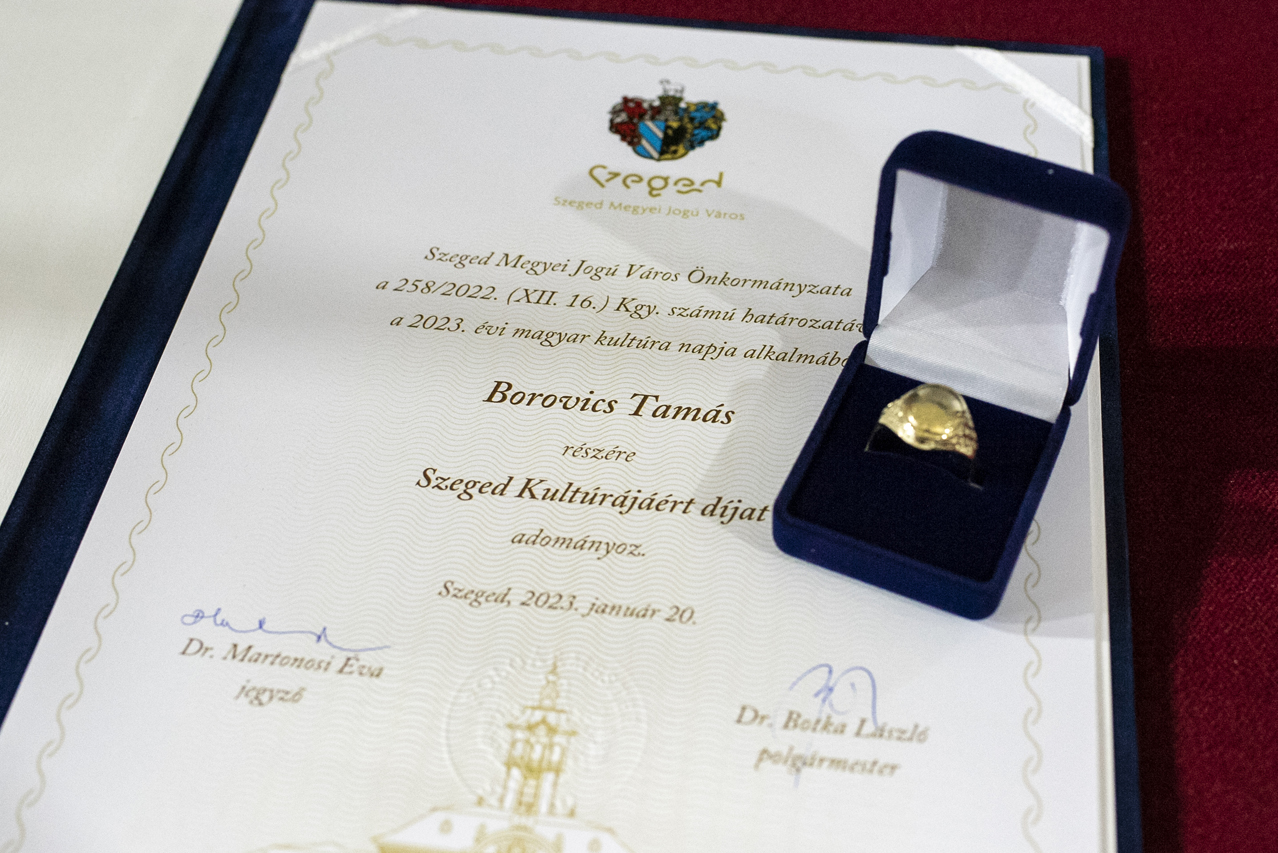 Szeged
Szeged Megyei Jogú Város
Szeged Megyei Jogú Város Önkormányzata
a 258/2022. (XII. 16.) Kgy. számú
a 2023. évi magyar kultúra napja
Borovics Tamás
részére
Szeged Kultúrájáért díjat
adományoz.
Szeged, 2023. január 20.
Dr. Martonosi Éva
jegyző
Dr. Botka László
polgármester